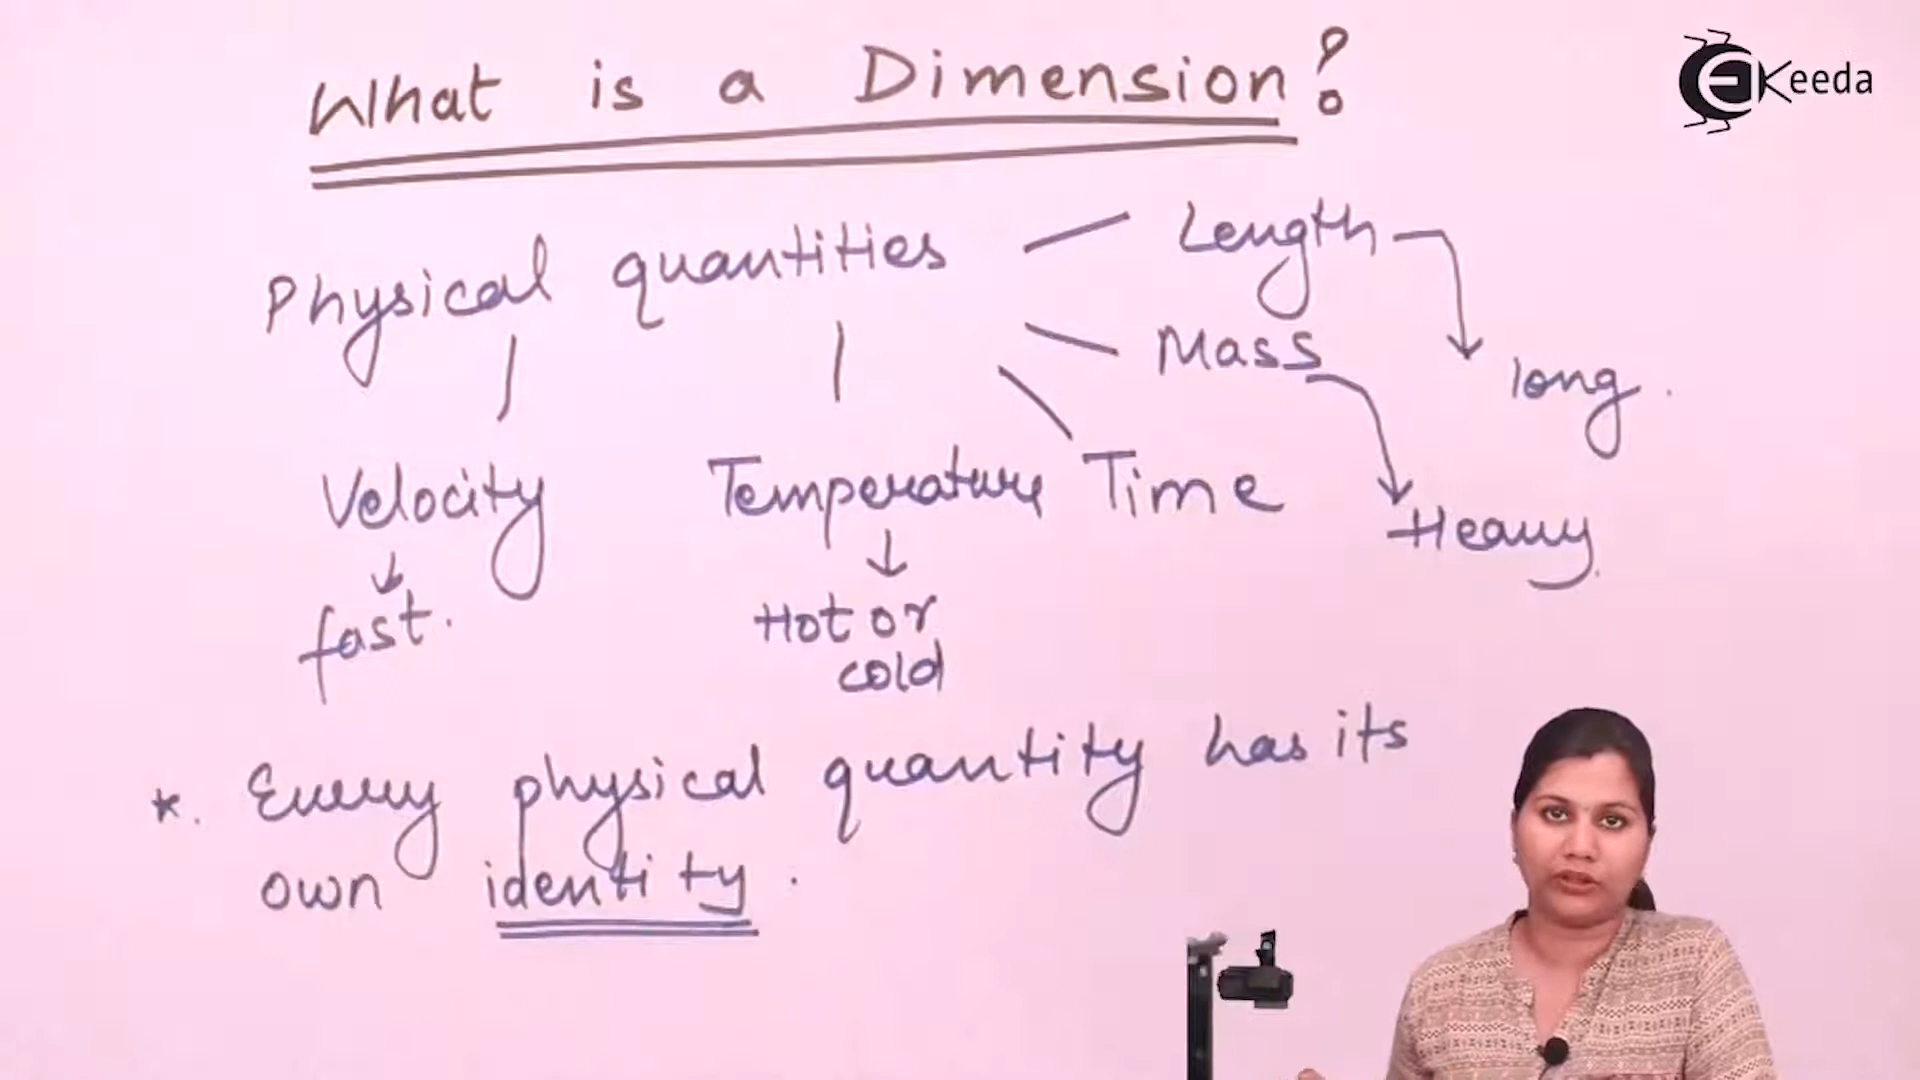 What is a Dimension?
EKeeda
Physical quantities
Length
Mass
long.
Velocity
Temperature
Time
Heavy.
fast.
Hot or
cold
*. Every physical quantity has its
own identity.